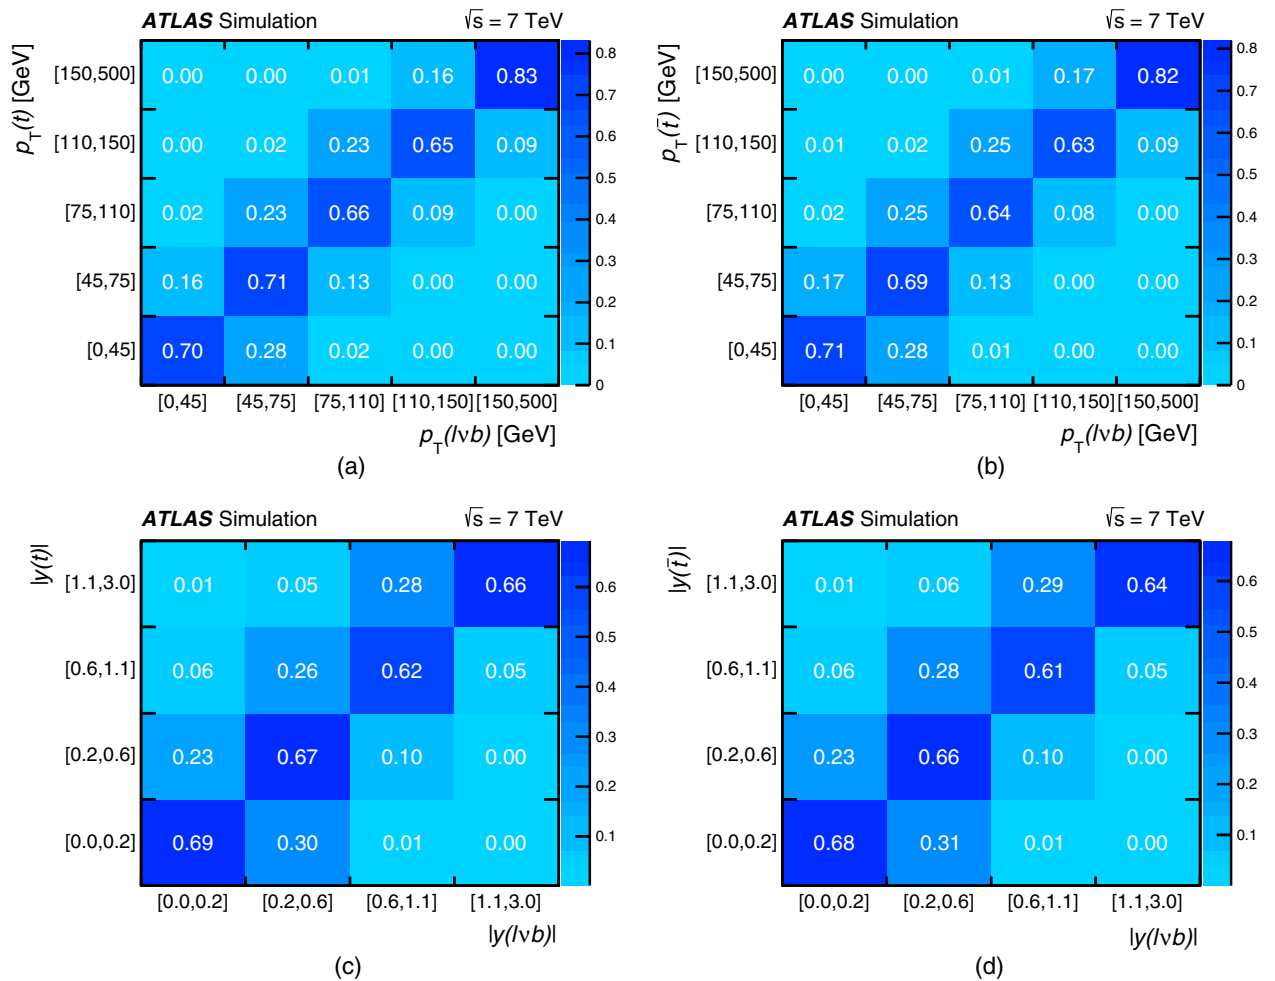 ATLAS Simulation √s = 7 TeV
p_T(t) [GeV]
[150,500] 0.00 0.00 0.01 0.16 0.83
[110,150] 0.00 0.02 0.23 0.65 0.09
[75,110] 0.02 0.23 0.66 0.09 0.00
[45,75] 0.16 0.71 0.13 0.00 0.00
[0,45] 0.70 0.28 0.02 0.00 0.00
[0,45] [45,75] [75,110] [110,150] [150,500]
p_T(lνb) [GeV]
0.8
0.7
0.6
0.5
0.4
0.3
0.2
0.1
0
(a)
ATLAS Simulation √s = 7 TeV
p_T(t̄) [GeV]
[150,500] 0.00 0.00 0.01 0.17 0.82
[110,150] 0.01 0.02 0.25 0.63 0.09
[75,110] 0.02 0.25 0.64 0.08 0.00
[45,75] 0.17 0.69 0.13 0.00 0.00
[0,45] 0.71 0.28 0.01 0.00 0.00
[0,45] [45,75] [75,110] [110,150] [150,500]
p_T(lνb) [GeV]
0.8
0.7
0.6
0.5
0.4
0.3
0.2
0.1
0
(b)
ATLAS Simulation √s = 7 TeV
|y(t)|
[1.1,3.0] 0.01 0.05 0.28 0.66
[0.6,1.1] 0.06 0.26 0.62 0.05
[0.2,0.6] 0.23 0.67 0.10 0.00
[0.0,0.2] 0.69 0.30 0.01 0.00
[0.0,0.2] [0.2,0.6] [0.6,1.1] [1.1,3.0]
|y(lνb)|
0.6
0.5
0.4
0.3
0.2
0.1
(c)
ATLAS Simulation √s = 7 TeV
|y(t̄)|
[1.1,3.0] 0.01 0.06 0.29 0.64
[0.6,1.1] 0.06 0.28 0.61 0.05
[0.2,0.6] 0.23 0.66 0.10 0.00
[0.0,0.2] 0.68 0.31 0.01 0.00
[0.0,0.2] [0.2,0.6] [0.6,1.1] [1.1,3.0]
|y(lνb)|
0.6
0.5
0.4
0.3
0.2
0.1
(d)